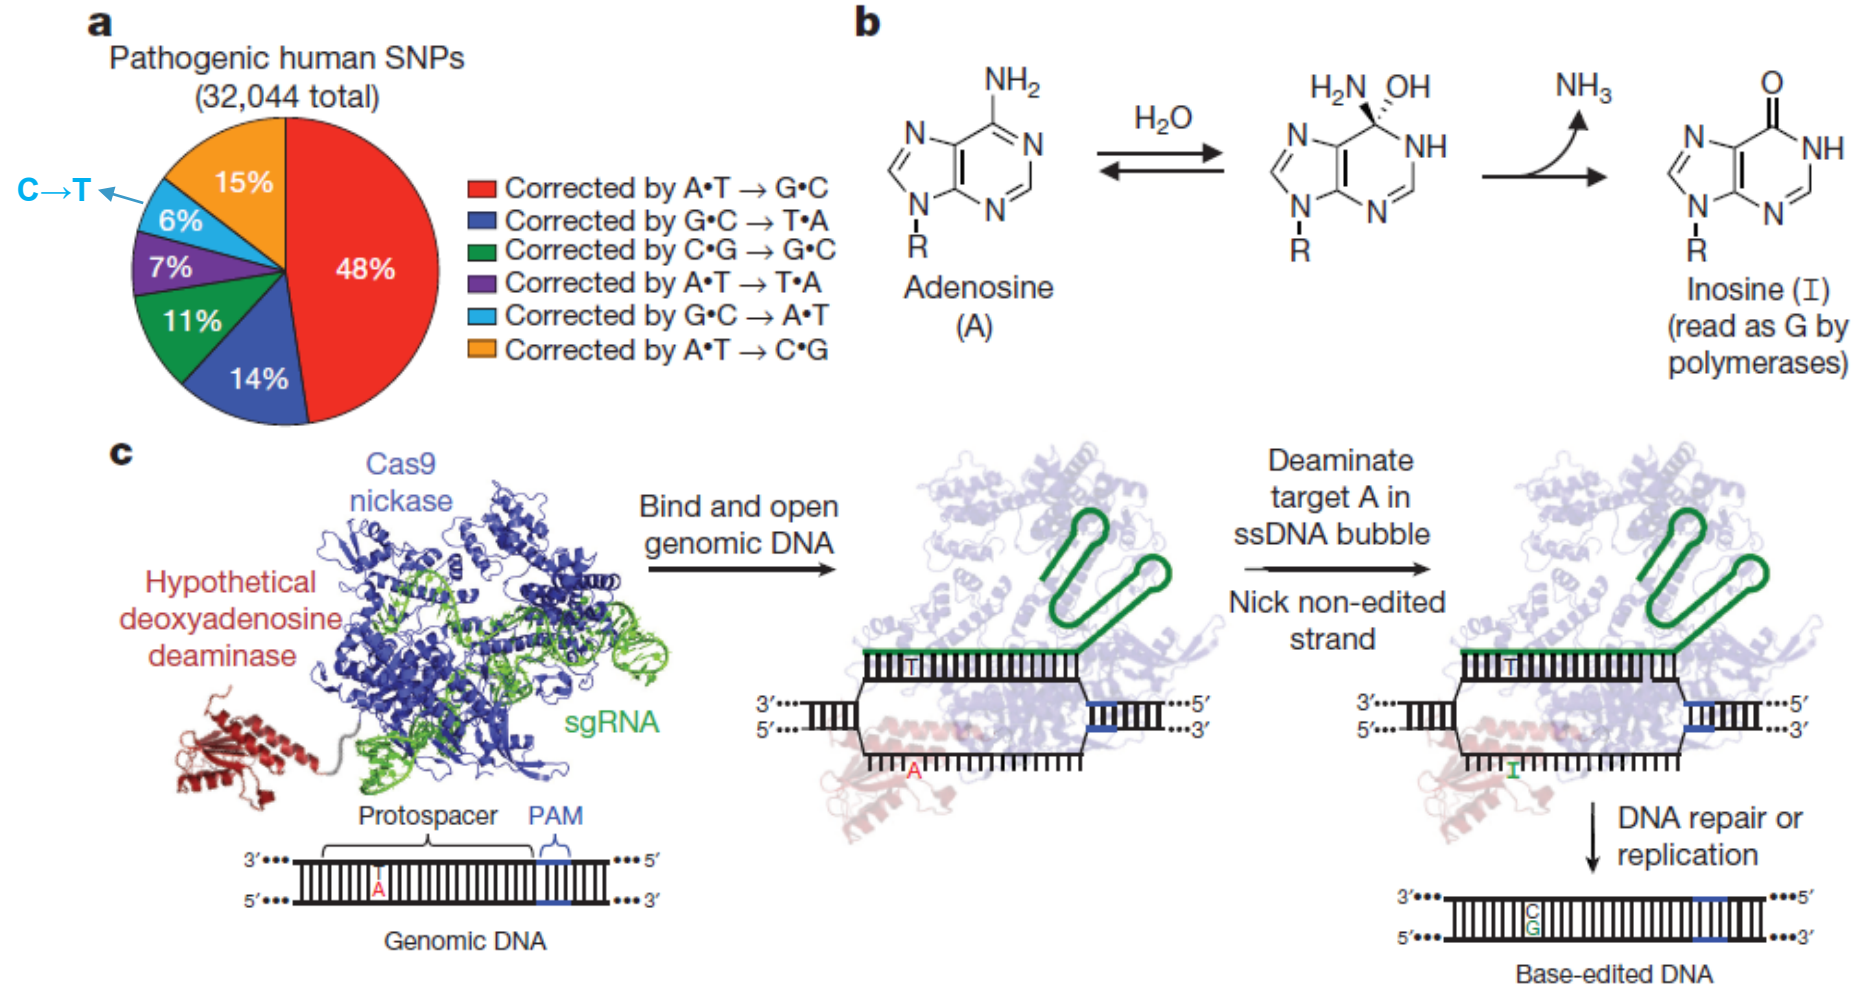 a
Pathogenic human SNPs
(32,044 total)
C→T
15%
6%
7%
11%
14%
48%
Corrected by A•T → G•C
Corrected by G•C → T•A
Corrected by C•G → G•C
Corrected by A•T → T•A
Corrected by G•C → A•T
Corrected by A•T → C•G
b
NH2
N
N
N
N
R
Adenosine
(A)
H2O
H2N
OH
N
NH
N
N
R
NH3
O
N
NH
N
N
R
Inosine (I)
(read as G by
polymerases)
c
Cas9
nickase
Hypothetical
deoxyadenosine
deaminase
sgRNA
Protospacer
PAM
3′••• •••5′
T
A
5′••• •••3′
Genomic DNA
Bind and open
genomic DNA
T
3′••• •••5′
5′••• •••3′
A
Deaminate
target A in
ssDNA bubble
Nick non-edited
strand
T
3′••• •••5′
5′••• •••3′
I
DNA repair or
replication
3′••• •••5′
C
G
5′••• •••3′
Base-edited DNA